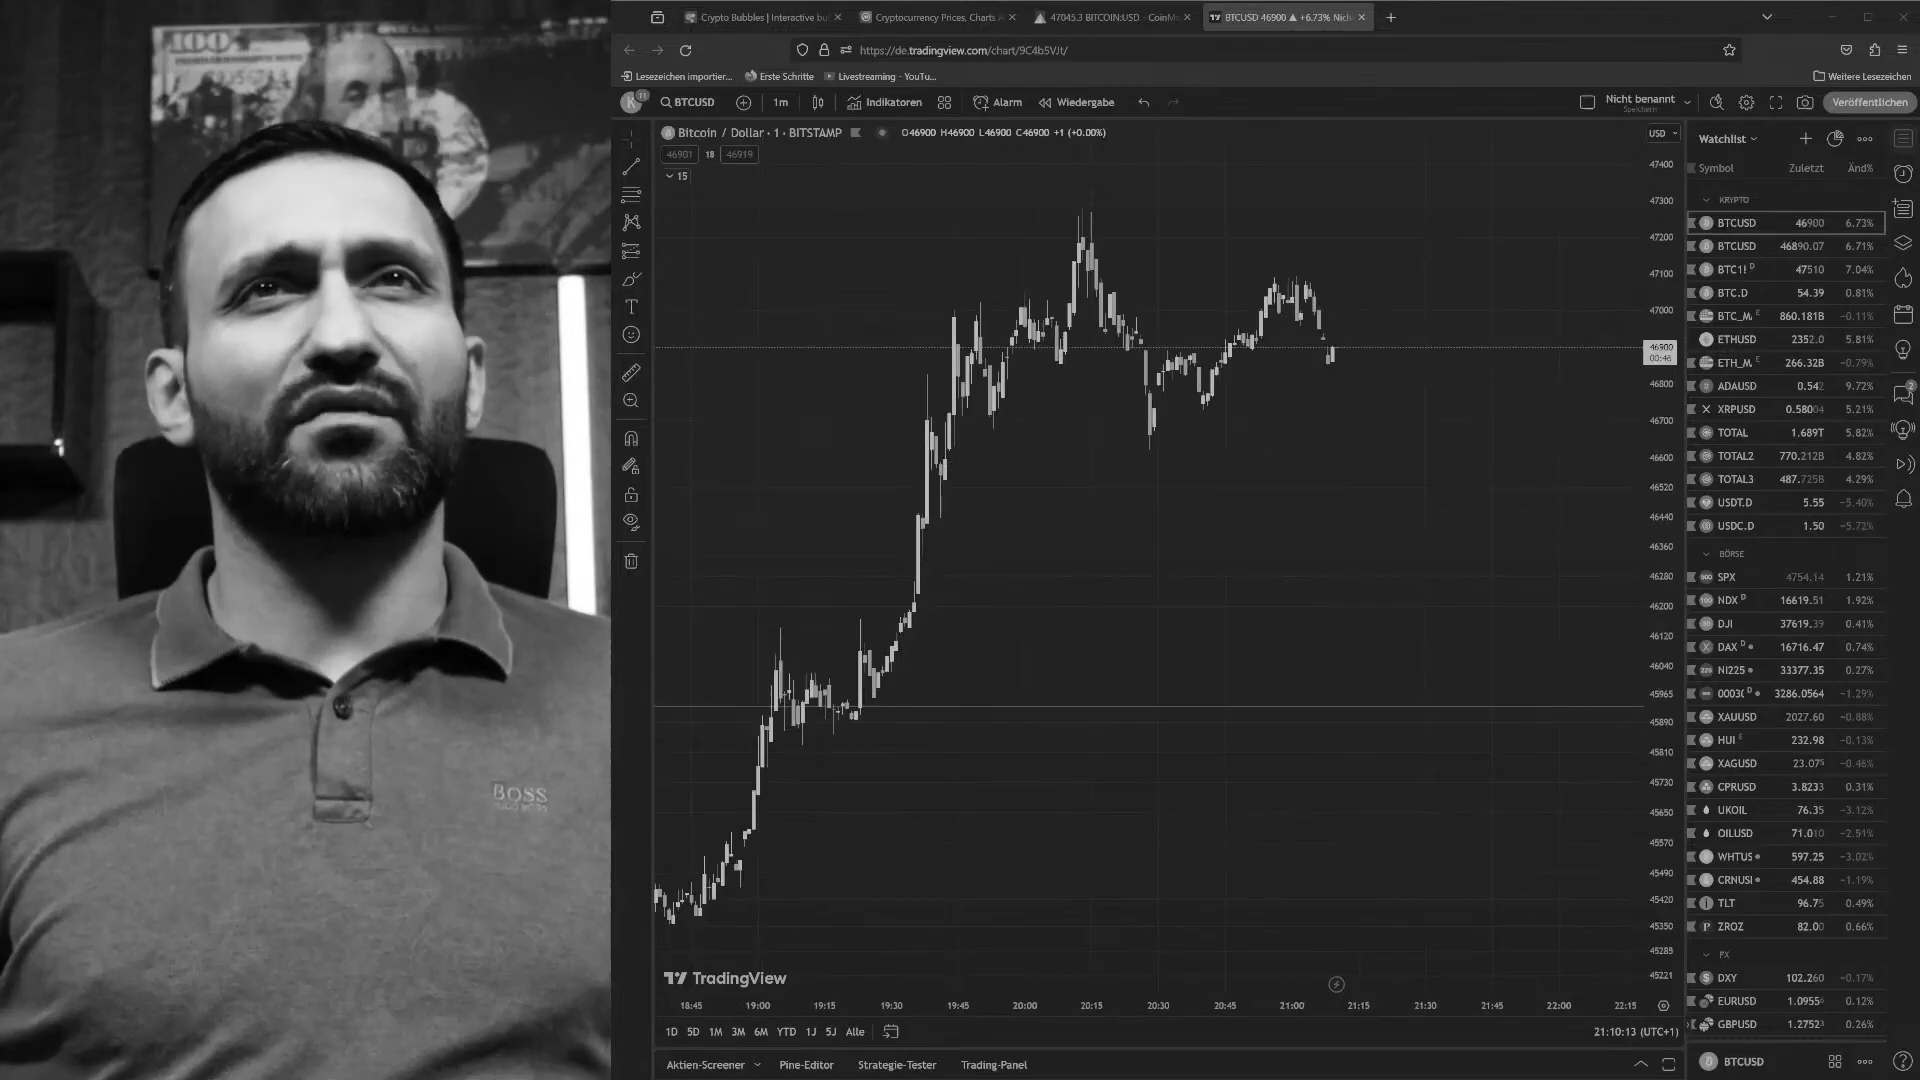 100
BOSS
HUGO BOSS
Crypto Bubbles | Interactive bu
Cryptocurrency Prices, Charts A
47045.3 BITCOIN:USD - CoinMa
BTCUSD 46900 ▲ +6.73% Nich
https://de.tradingview.com/chart/9C4b5VJt/
Lesezeichen importier...
Erste Schritte
Livestreaming - YouTu...
Weitere Lesezeichen
K
11
BTCUSD
1m
Indikatoren
Alarm
Wiedergabe
Nicht benannt
Speichern
Veröffentlichen
Bitcoin / Dollar · 1 · BITSTAMP
O46900 H46900 L46900 C46900 +1 (+0.00%)
USD
46901 18 46919
15
47400
47300
47200
47100
47000
46900
00:46
46800
46700
46600
46520
46440
46360
46280
46200
46120
46040
45965
45890
45810
45730
45650
45570
45490
45420
45350
45285
45221
TradingView
18:45 19:00 19:15 19:30 19:45 20:00 20:15 20:30 20:45 21:00 21:15 21:30 21:45 22:00 22:15
1D 5D 1M 3M 6M YTD 1J 5J Alle
21:10:13 (UTC+1)
Aktien-Screener Pine-Editor Strategie-Tester Trading-Panel
Watchlist
Symbol Zuletzt Änd%
KRYPTO
BTCUSD 46900 6.73%
BTCUSD 46890.07 6.71%
BTC1! D 47510 7.04%
BTC.D 54.39 0.81%
BTC_M. E 860.181B −0.11%
ETHUSD 2352.0 5.81%
ETH_M. E 266.32B −0.79%
ADAUSD 0.542 9.72%
XRPUSD 0.58004 5.21%
TOTAL 1.689T 5.82%
TOTAL2 770.212B 4.82%
TOTAL3 487.725B 4.29%
USDT.D 5.55 −5.40%
USDC.D 1.50 −5.72%
BÖRSE
SPX 4754.14 1.21%
NDX D 16619.51 1.92%
DJI 37619.39 0.41%
DAX D 16716.47 0.74%
NI225 33377.35 0.27%
0003( D 3286.0564 −1.29%
XAUUSD 2027.60 −0.88%
HUI E 232.98 −0.13%
XAGUSD 23.075 −0.46%
CPRUSD 3.8233 0.31%
UKOIL 76.35 −3.12%
OILUSD 71.010 −2.51%
WHTUS 597.25 −3.02%
CRNUSI 454.88 −1.19%
TLT 96.75 0.49%
ZROZ 82.00 0.66%
FX
DXY 102.260 −0.17%
EURUSD 1.09556 0.12%
GBPUSD 1.27523 0.26%
BTCUSD
2